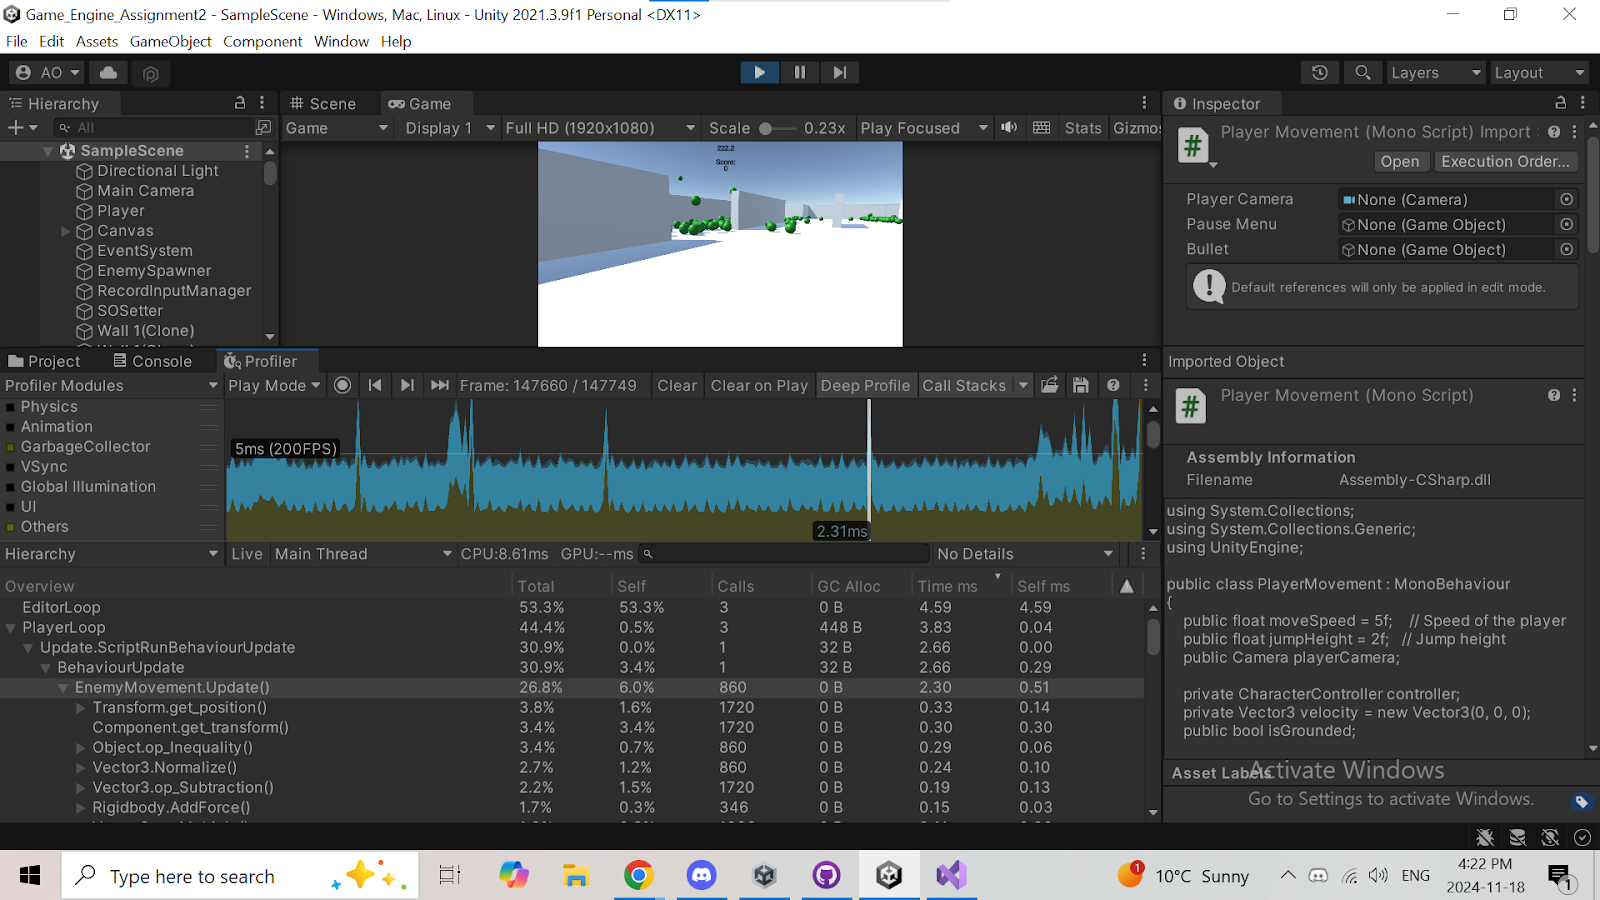 Game_Engine_Assignment2 - SampleScene - Windows, Mac, Linux - Unity 2021.3.9f1 Personal <DX11>
File Edit Assets GameObject Component Window Help
AO Layers Layout
Hierarchy
All
SampleScene
Directional Light
Main Camera
Player
Canvas
EventSystem
EnemySpawner
RecordInputManager
SOSetter
Wall 1(Clone)
# Scene Game
Game Display 1 Full HD (1920x1080) Scale 0.23x Play Focused Stats Gizmos
222.2
Score:
0
Inspector
Player Movement (Mono Script) Import
Open Execution Order...
Player Camera None (Camera)
Pause Menu None (Game Object)
Bullet None (Game Object)
Default references will only be applied in edit mode.
Imported Object
# Player Movement (Mono Script)
Assembly Information
Filename Assembly-CSharp.dll
using System.Collections;
using System.Collections.Generic;
using UnityEngine;
public class PlayerMovement : MonoBehaviour
{
public float moveSpeed = 5f; // Speed of the player
public float jumpHeight = 2f; // Jump height
public Camera playerCamera;
private CharacterController controller;
private Vector3 velocity = new Vector3(0, 0, 0);
public bool isGrounded;
Asset Labels
Activate Windows
Go to Settings to activate Windows.
Project Console Profiler
Profiler Modules Play Mode Frame: 147660 / 147749 Clear Clear on Play Deep Profile Call Stacks
Physics
Animation
GarbageCollector
VSync
Global Illumination
UI
Others
5ms (200FPS)
2.31ms
Hierarchy Live Main Thread CPU:8.61ms GPU:--ms No Details
Overview Total Self Calls GC Alloc Time ms Self ms
EditorLoop 53.3% 53.3% 3 0 B 4.59 4.59
PlayerLoop 44.4% 0.5% 3 448 B 3.83 0.04
Update.ScriptRunBehaviourUpdate 30.9% 0.0% 1 32 B 2.66 0.00
BehaviourUpdate 30.9% 3.4% 1 32 B 2.66 0.29
EnemyMovement.Update() 26.8% 6.0% 860 0 B 2.30 0.51
Transform.get_position() 3.8% 1.6% 1720 0 B 0.33 0.14
Component.get_transform() 3.4% 3.4% 1720 0 B 0.30 0.30
Object.op_Inequality() 3.4% 0.7% 860 0 B 0.29 0.06
Vector3.Normalize() 2.7% 1.2% 860 0 B 0.24 0.10
Vector3.op_Subtraction() 2.2% 1.5% 1720 0 B 0.19 0.13
Rigidbody.AddForce() 1.7% 0.3% 346 0 B 0.15 0.03
Type here to search
1
10°C Sunny
ENG
4:22 PM
2024-11-18
1